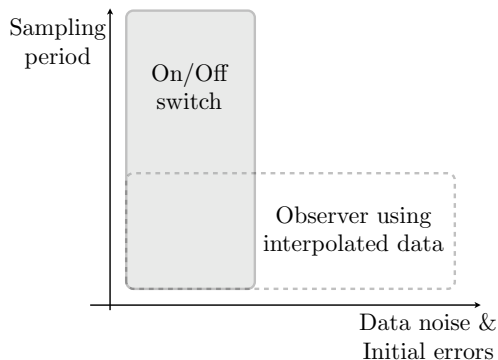 Sampling
period
On/Off
switch
Observer using
interpolated data
Data noise &
Initial errors